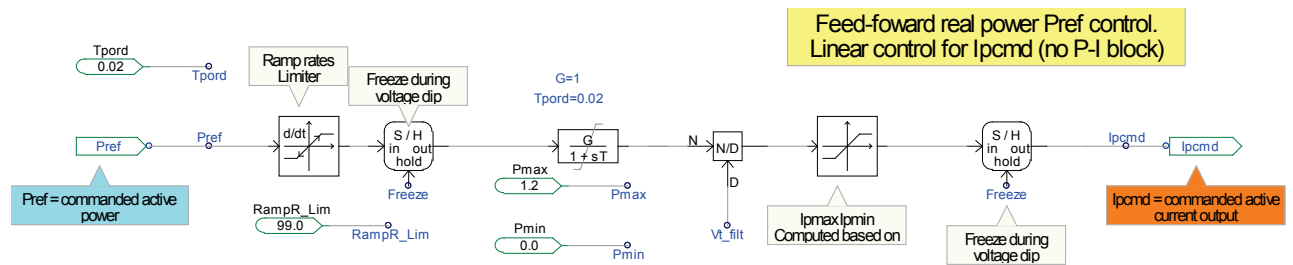 Feed-foward real power Pref control.
Linear control for Ipcmd (no P-I block)
Tpord
0.02
Tpord
Ramp rates
Limiter
Freeze during
voltage dip
G=1
Tpord=0.02
Pref
Pref
d/dt
S / H
in out
hold
Freeze
G
1 + sT
N
N/D
D
Vt_filt
S / H
in out
hold
Freeze
Ipcmd
Ipcmd
Pref = commanded active
power
RampR_Lim
99.0
RampR_Lim
Pmax
1.2
Pmax
Pmin
0.0
Pmin
IpmaxIpmin
Computed based on
Freeze during
voltage dip
Ipcmd = commanded active
current output